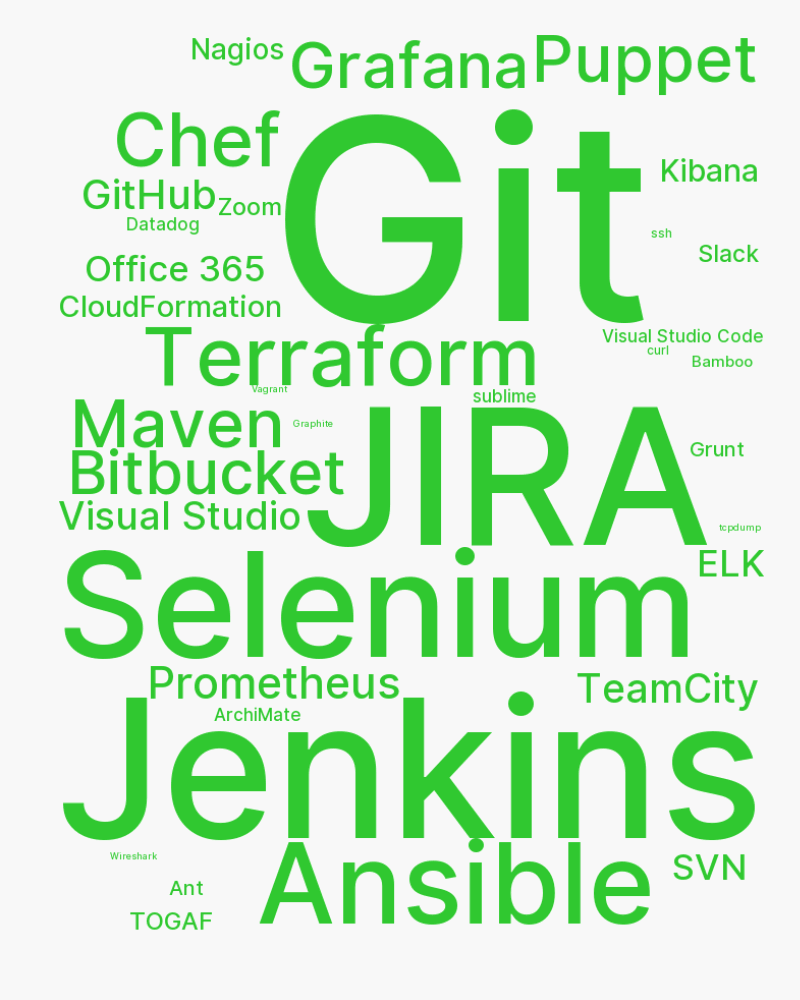 Nagios
Grafana
Puppet
Chef
Git
Kibana
GitHub
Zoom
Datadog
ssh
Slack
Office 365
CloudFormation
Terraform
Visual Studio Code
curl
Bamboo
Vagrant
sublime
Maven
Graphite
JIRA
Grunt
Bitbucket
Visual Studio
tcpdump
Selenium
ELK
Prometheus
TeamCity
ArchiMate
Jenkins
Wireshark
Ansible
SVN
Ant
TOGAF